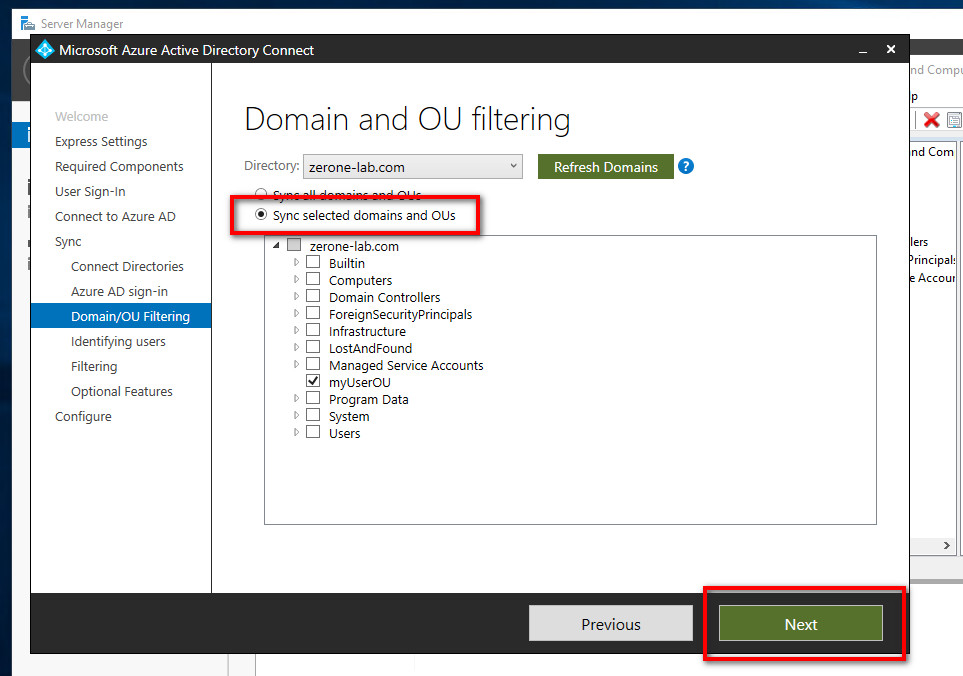 Server Manager
Microsoft Azure Active Directory Connect
nd Compu
lp
Welcome
Express Settings
Required Components
User Sign-In
Connect to Azure AD
Sync
Connect Directories
Azure AD sign-in
Domain/OU Filtering
Identifying users
Filtering
Optional Features
Configure
Domain and OU filtering
Directory: zerone-lab.com Refresh Domains ?
Sync all domains and OUs
Sync selected domains and OUs
zerone-lab.com
Builtin
Computers
Domain Controllers
ForeignSecurityPrincipals
Infrastructure
LostAndFound
Managed Service Accounts
myUserOU
Program Data
System
Users
nd Com
lers
Principals
e Accour
Previous Next